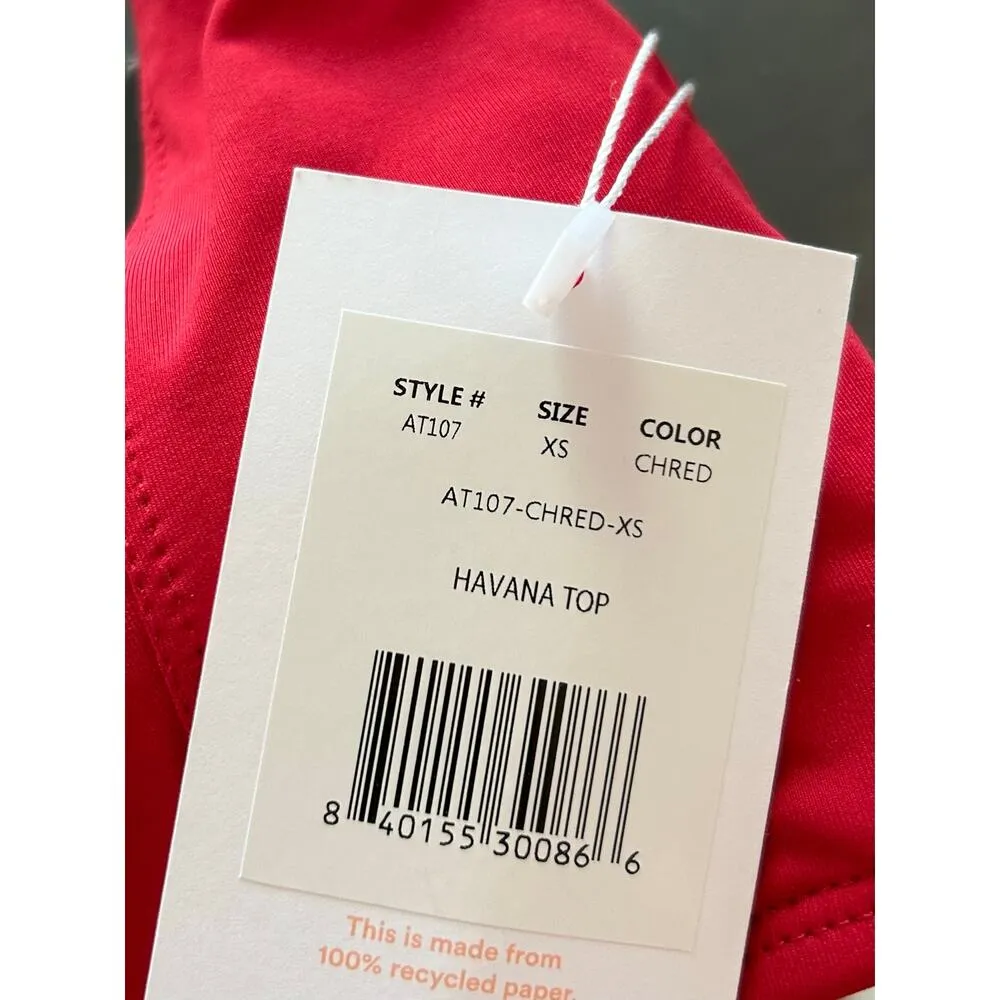 STYLE # SIZE COLOR
AT107 XS CHRED
AT107-CHRED-XS
HAVANA TOP
8 40155 30086 6
This is made from
100% recycled paper.